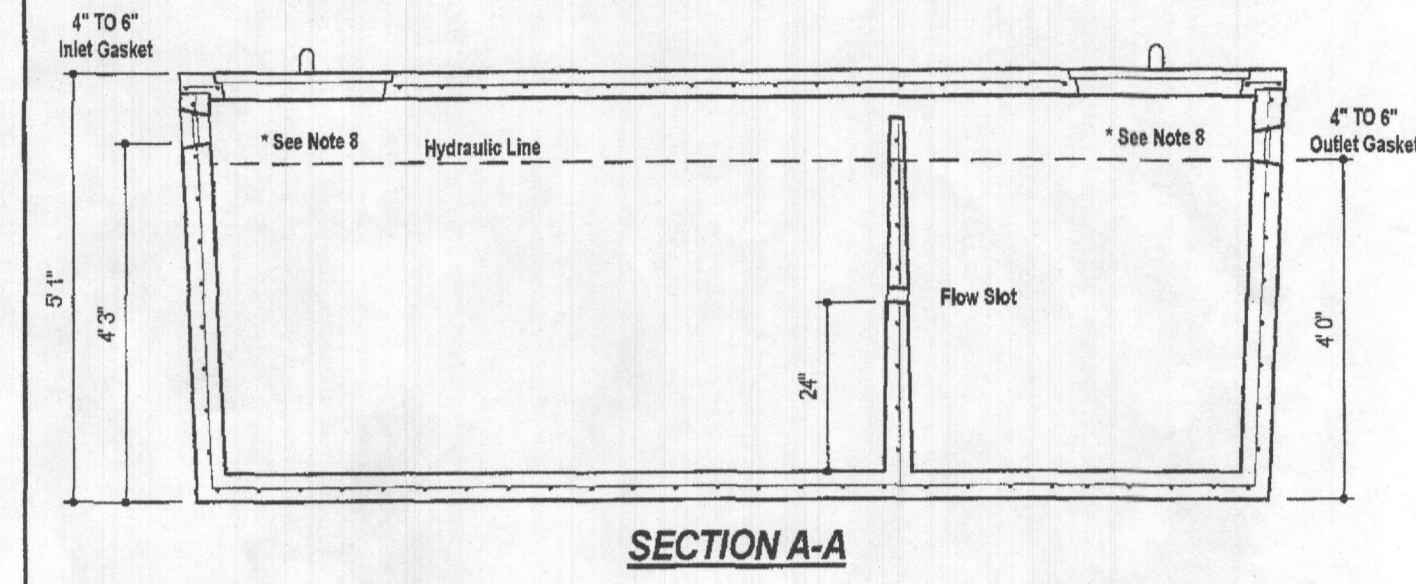 4" TO 6"
Inlet Gasket
* See Note 8
Hydraulic Line
* See Note 8
4" TO 6"
Outlet Gasket
5' 1"
4' 3"
24"
Flow Slot
4' 0"
SECTION A-A